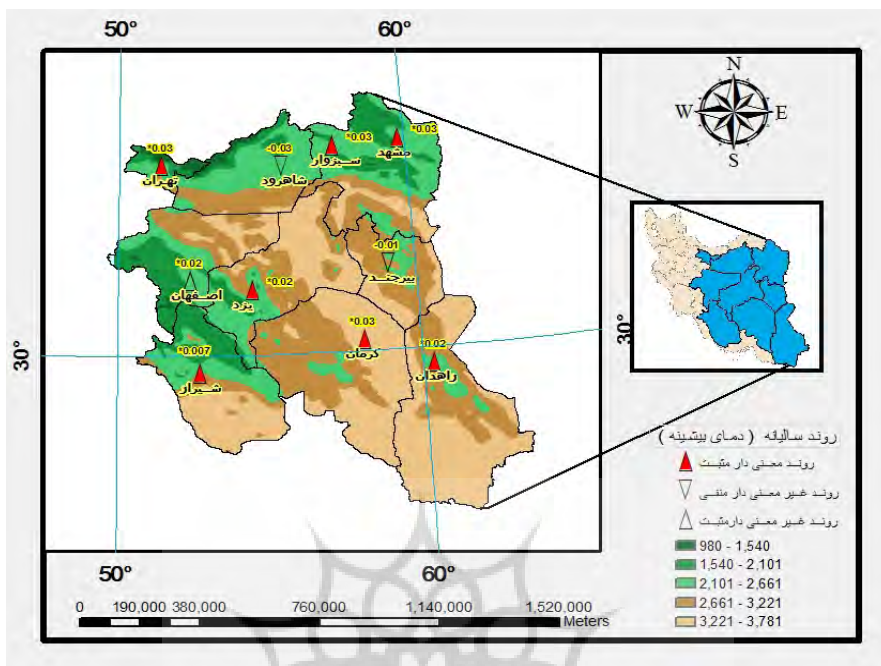 50°
60°
N
W
E
S
*0.03
مشهد
*0.03
سبزوار
-0.03
شاهرود
*0.03
تهران
-0.01
بیرجند
*0.02
اصفهان
*0.02
یزد
*0.03
کرمان
*0.02
زاهدان
*0.007
شیراز
30°
30°
50°
60°
0 190,000 380,000 760,000 1,140,000 1,520,000
Meters
روند سالیانه ( دمای بیشینه )
روند معنی دار مثبت
روند غیر معنی دار منفی
روند غیر معنی دار مثبت
980 - 1,540
1,540 - 2,101
2,101 - 2,661
2,661 - 3,221
3,221 - 3,781